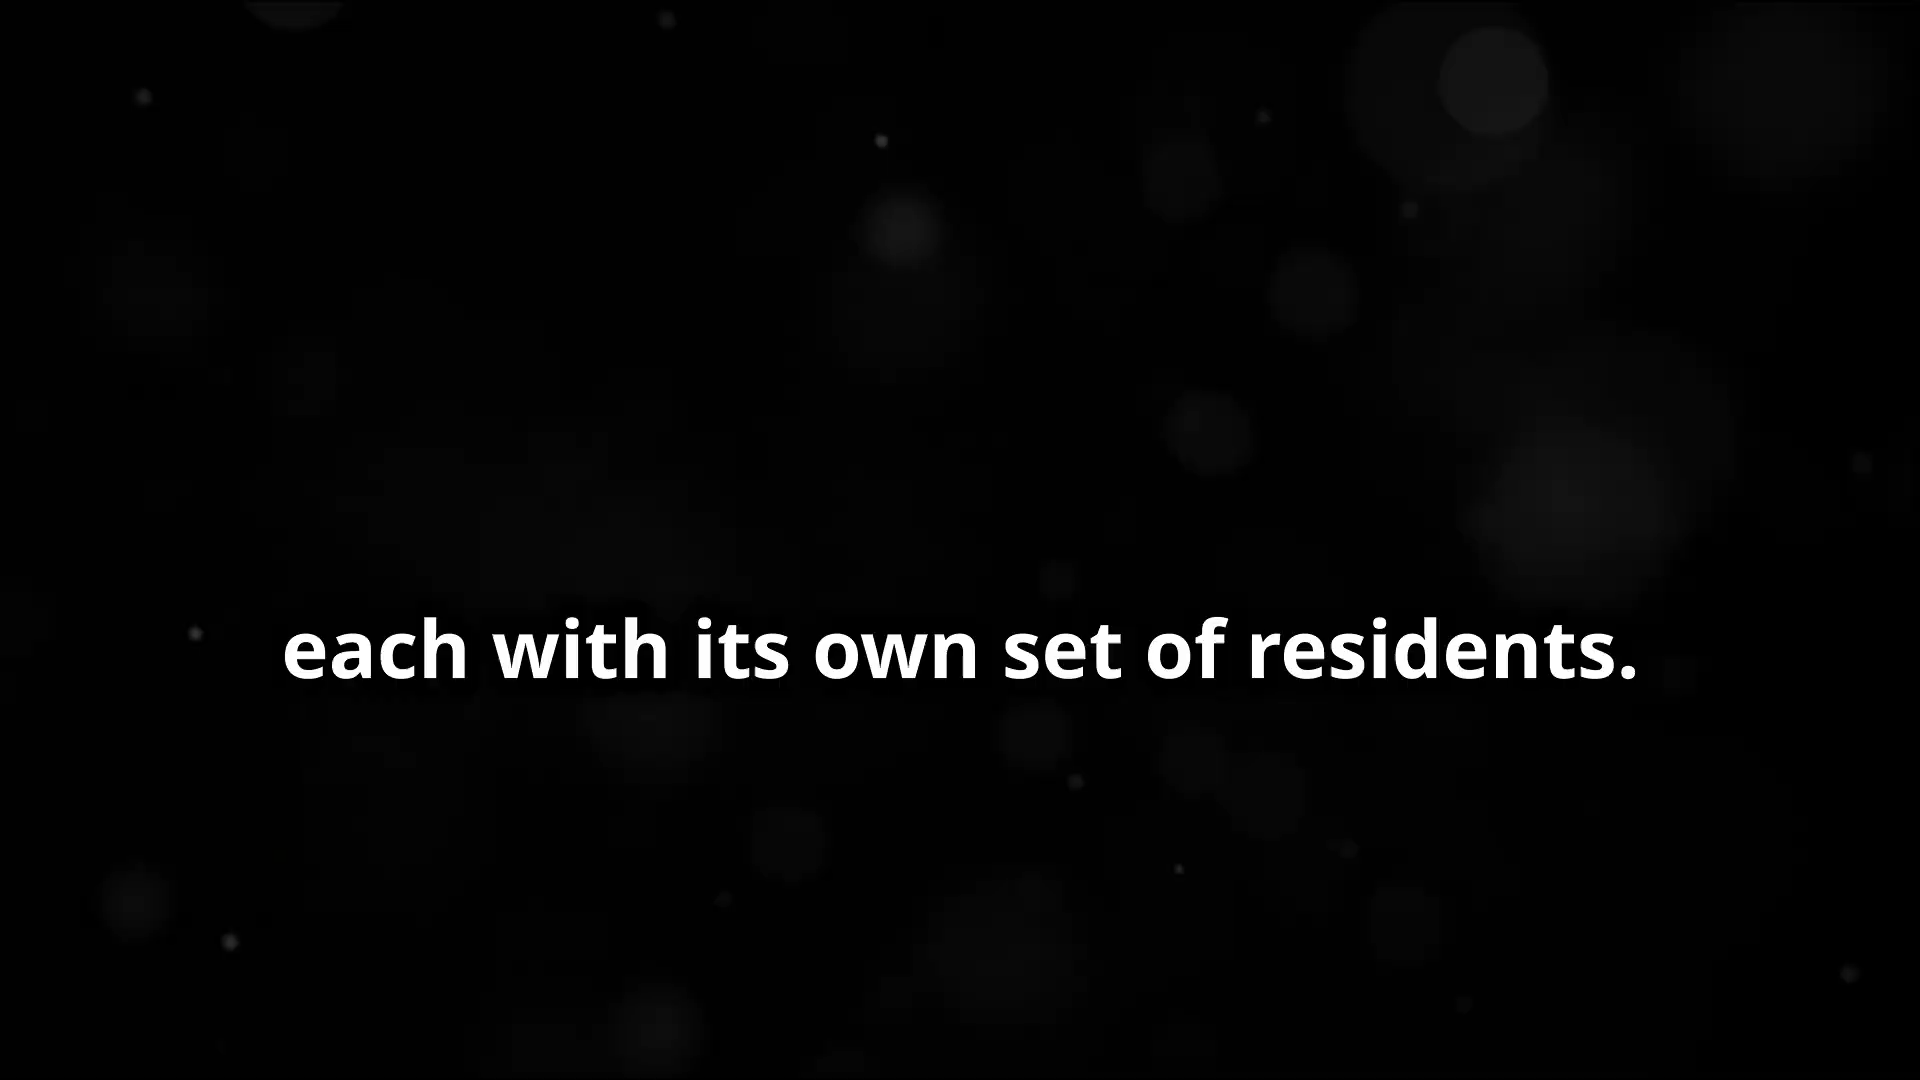 each with its own set of residents.